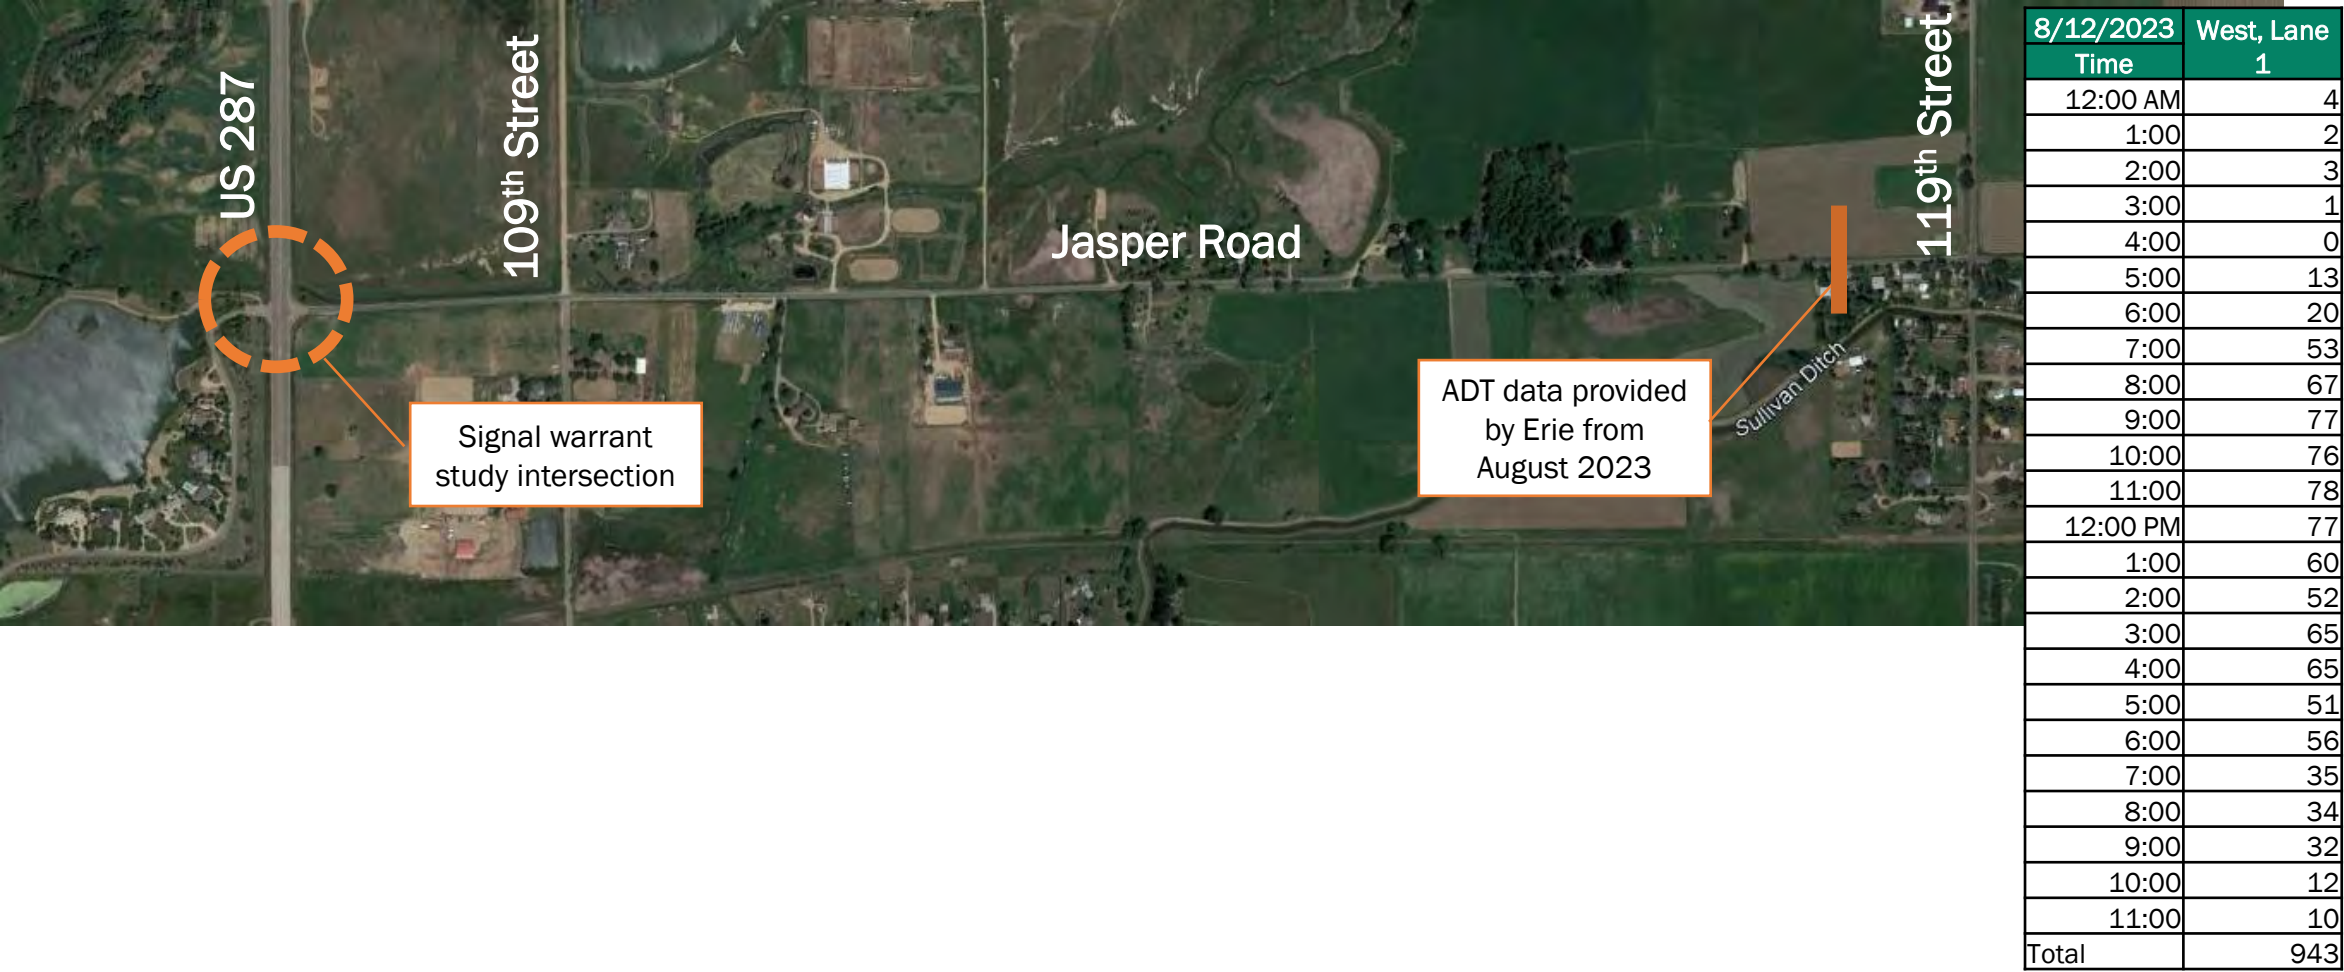 US 287
109th Street
Jasper Road
119th Street
Signal warrant
study intersection
ADT data provided
by Erie from
August 2023
Sullivan Ditch
8/12/2023 West, Lane
Time 1
12:00 AM 4
1:00 2
2:00 3
3:00 1
4:00 0
5:00 13
6:00 20
7:00 53
8:00 67
9:00 77
10:00 76
11:00 78
12:00 PM 77
1:00 60
2:00 52
3:00 65
4:00 65
5:00 51
6:00 56
7:00 35
8:00 34
9:00 32
10:00 12
11:00 10
Total 943